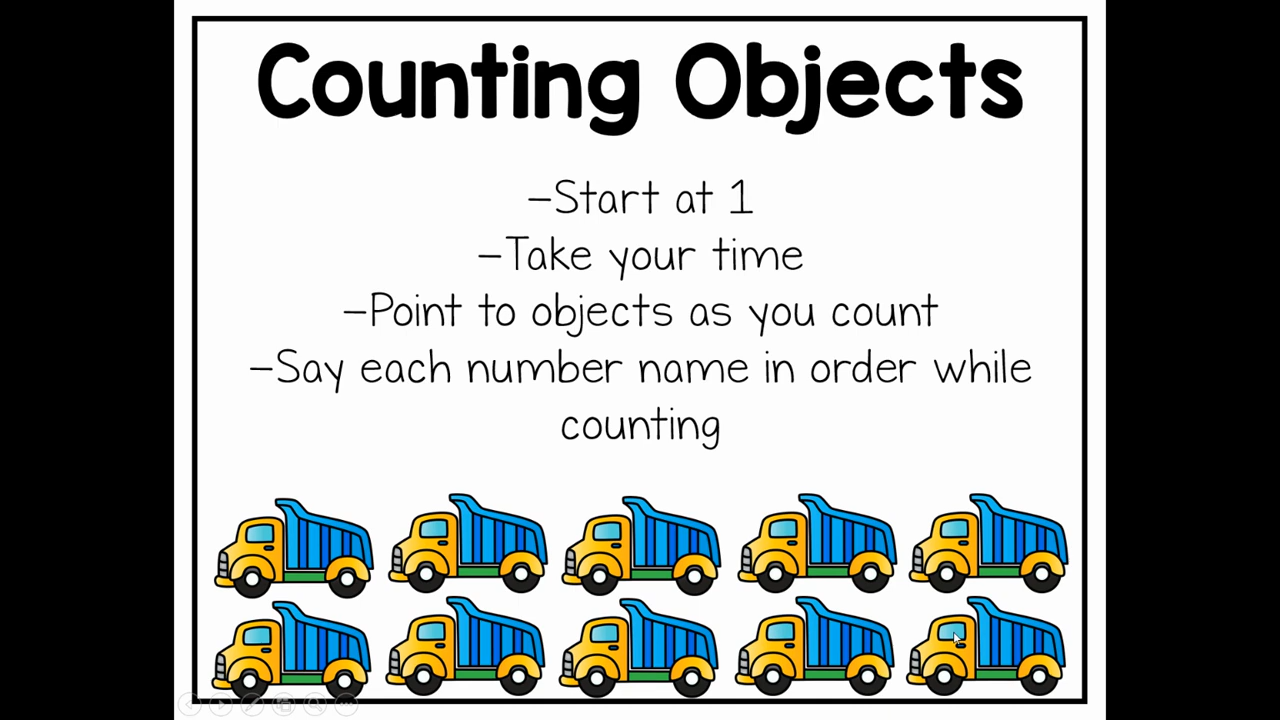 Counting Objects
-Start at 1
-Take your time
-Point to objects as you count
-Say each number name in order while
counting